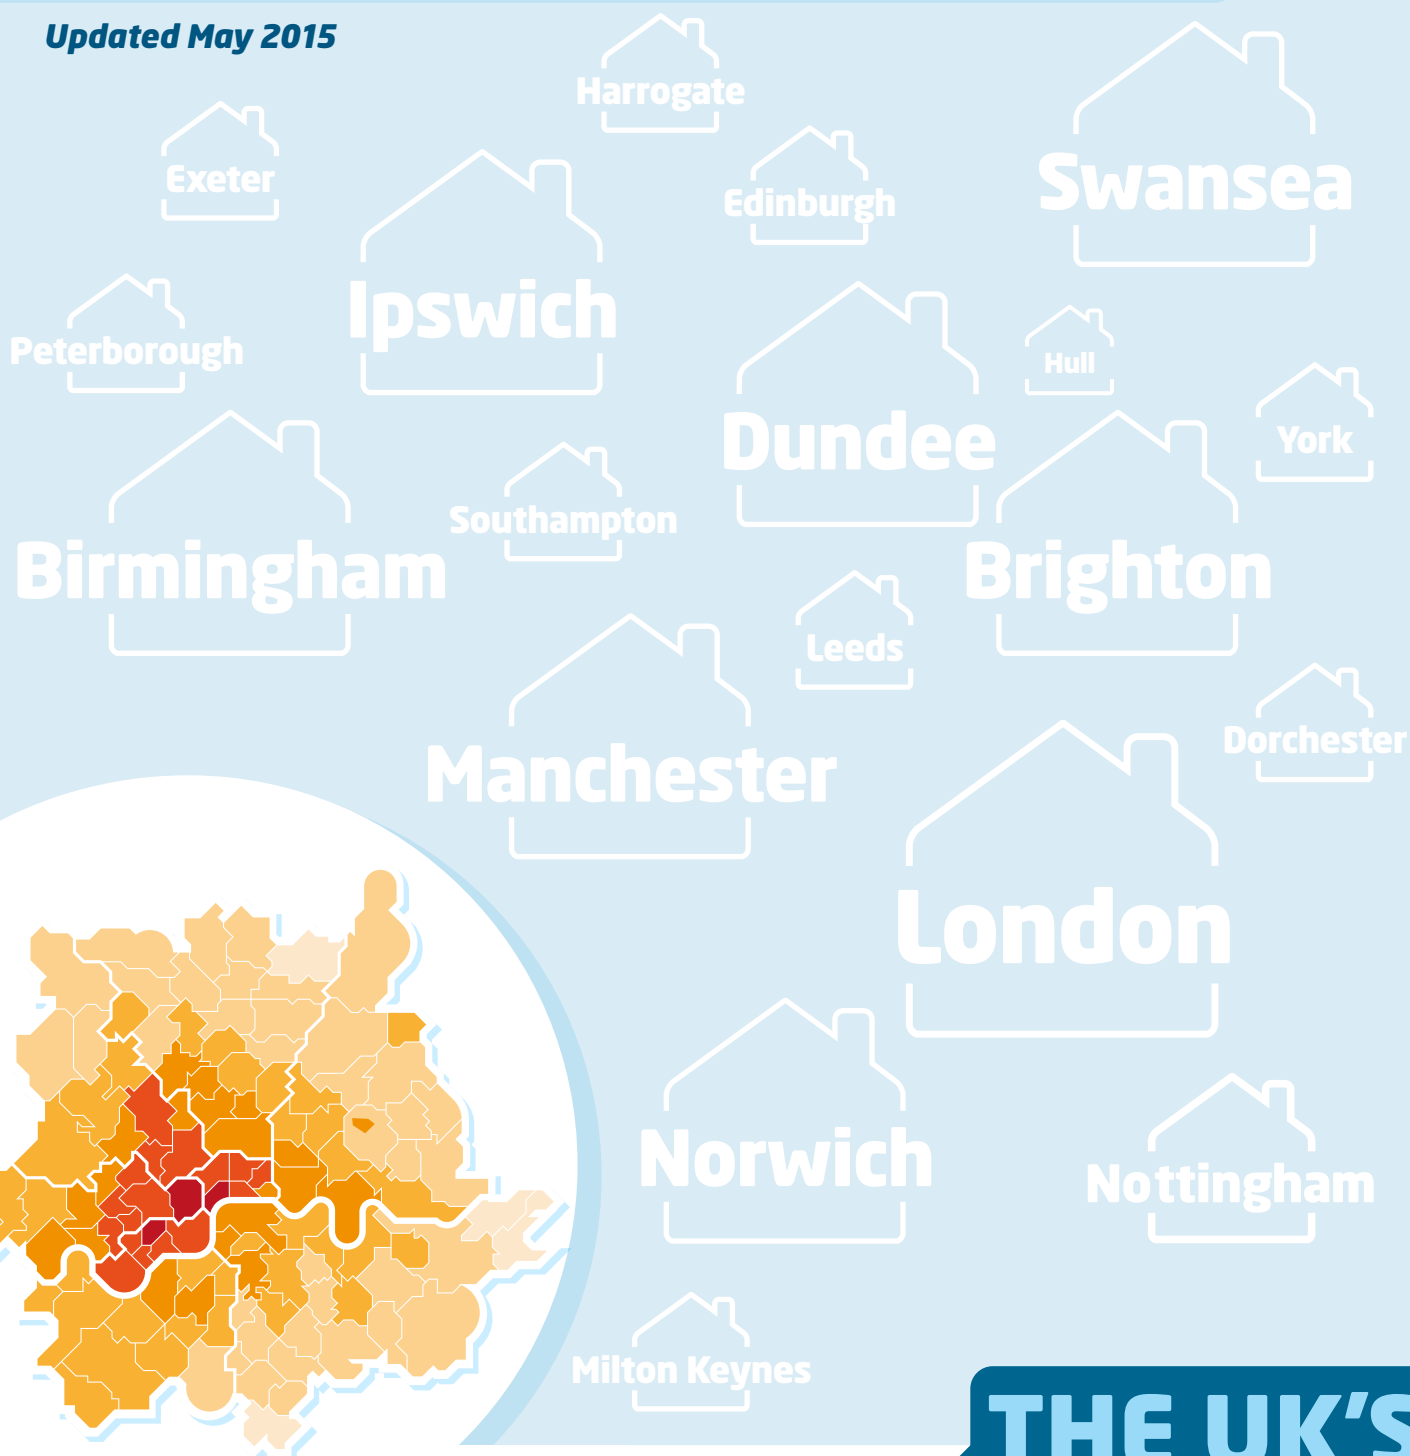 Updated May 2015
Harrogate
Exeter
Edinburgh
Swansea
Ipswich
Peterborough
Hull
Dundee
York
Southampton
Birmingham
Brighton
Leeds
Dorchester
Manchester
London
Norwich
Nottingham
Milton Keynes
THE UK'S